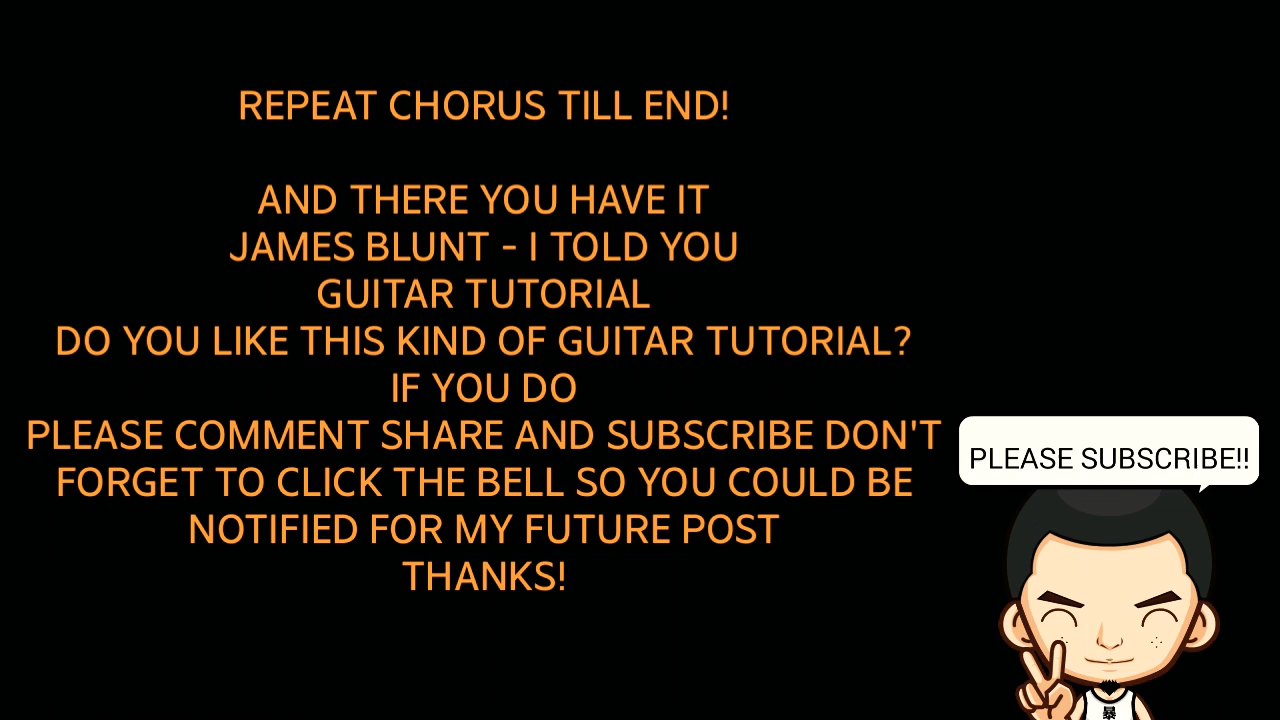 REPEAT CHORUS TILL END!
AND THERE YOU HAVE IT
JAMES BLUNT - I TOLD YOU
GUITAR TUTORIAL
DO YOU LIKE THIS KIND OF GUITAR TUTORIAL?
IF YOU DO
PLEASE COMMENT SHARE AND SUBSCRIBE DON'T
FORGET TO CLICK THE BELL SO YOU COULD BE
NOTIFIED FOR MY FUTURE POST
THANKS!
PLEASE SUBSCRIBE!!